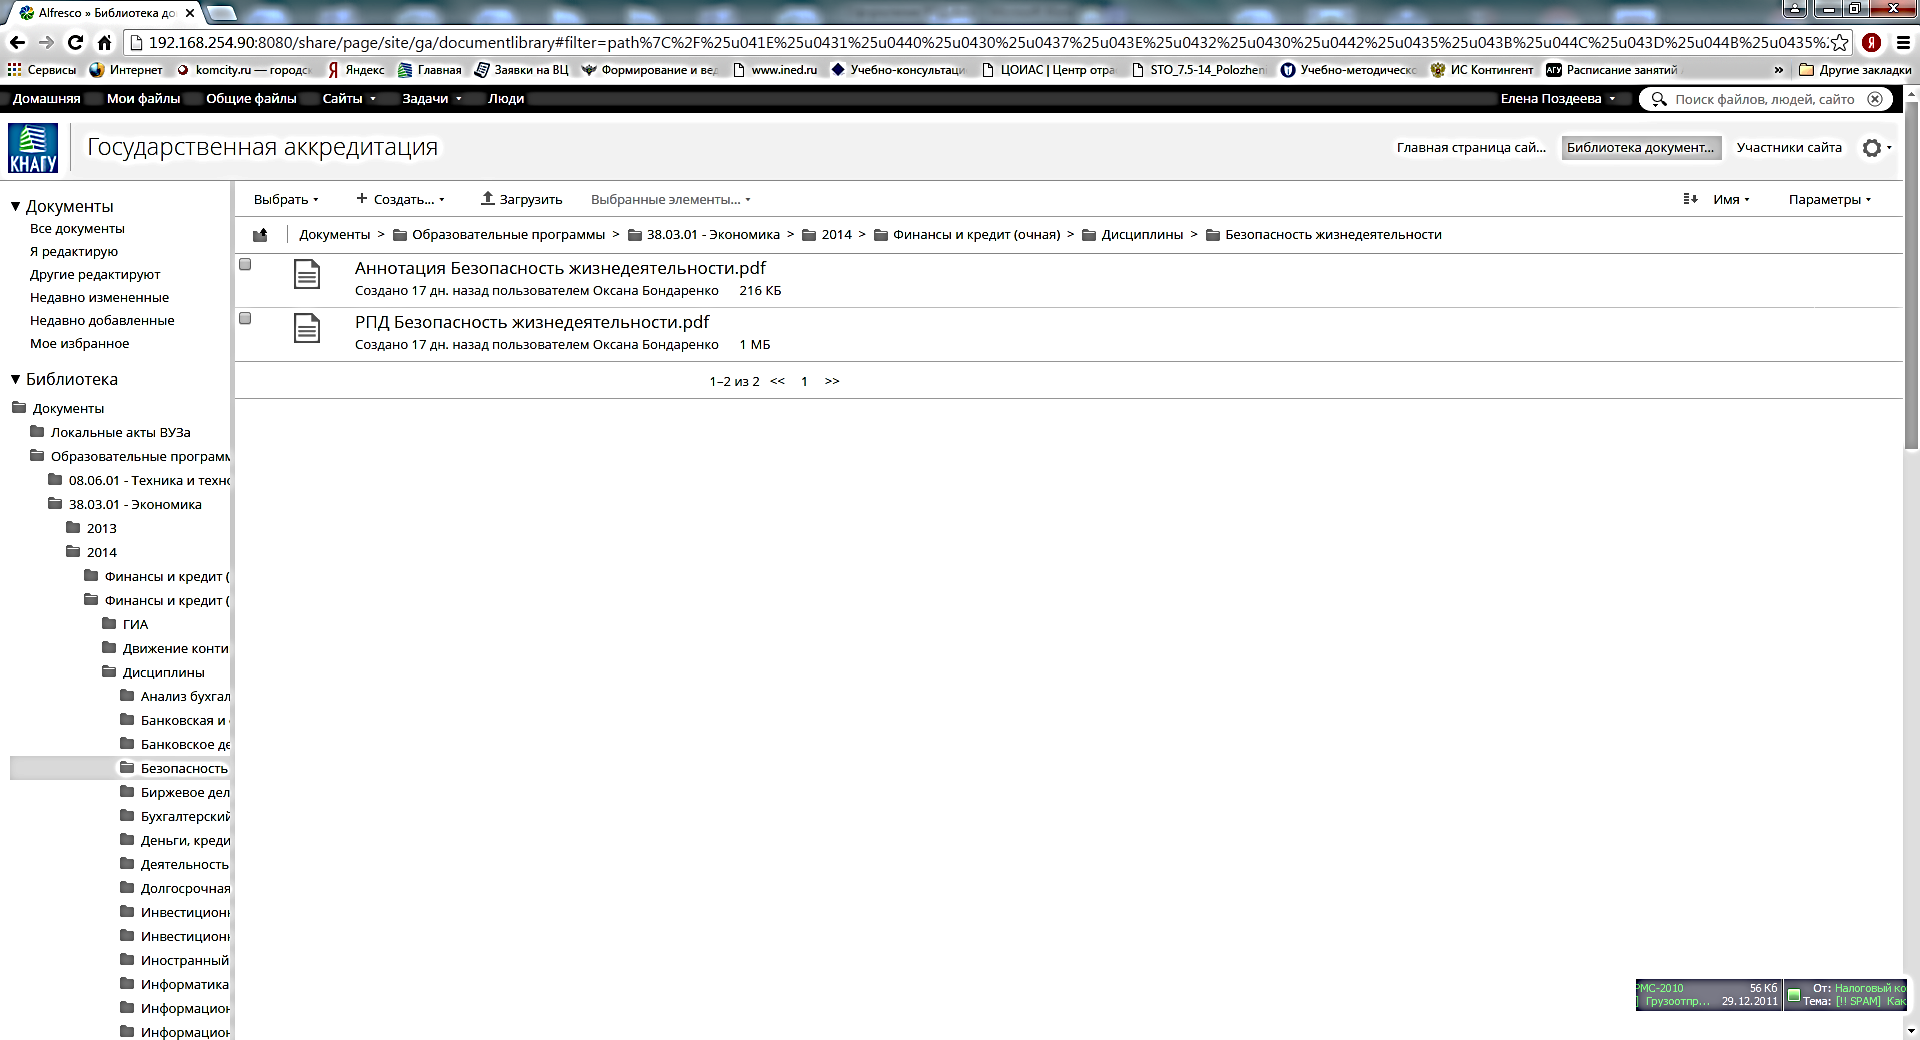 Alfresco » Библиотека до
192.168.254.90:8080/share/page/site/ga/documentlibrary#filter=path%7C%2F%25u041E%25u0431%25u0440%25u0430%25u0437%25u043E%25u0432%25u0430%25u0442%25u0435%25u043B%25u044C%25u043D%25u044B%25u0435%
Сервисы Интернет komcity.ru — городск Яндекс Главная Заявки на ВЦ Формирование и вед www.ined.ru Учебно-консультаци ЦОИАС | Центр отра STO_7.5-14_Polozhen Учебно-методическо ИС Контингент Расписание занятий » Другие закладки
Домашняя Мои файлы Общие файлы Сайты Задачи Люди Елена Поздеева Поиск файлов, людей, сайто
КНАГУ
Государственная аккредитация
Главная страница сай... Библиотека документ... Участники сайта
Выбрать Создать... Загрузить Выбранные элементы... Имя Параметры
Документы > Образовательные программы > 38.03.01 - Экономика > 2014 > Финансы и кредит (очная) > Дисциплины > Безопасность жизнедеятельности
Аннотация Безопасность жизнедеятельности.pdf
Создано 17 дн. назад пользователем Оксана Бондаренко 216 КБ
РПД Безопасность жизнедеятельности.pdf
Создано 17 дн. назад пользователем Оксана Бондаренко 1 МБ
1–2 из 2 << 1 >>
Документы
Все документы
Я редактирую
Другие редактируют
Недавно измененные
Недавно добавленные
Мое избранное
Библиотека
Документы
Локальные акты ВУЗа
Образовательные программ
08.06.01 - Техника и техно
38.03.01 - Экономика
2013
2014
Финансы и кредит (
Финансы и кредит (
ГИА
Движение конти
Дисциплины
Анализ бухгал
Банковская и
Банковское де
Безопасность
Биржевое дел
Бухгалтерский
Деньги, креди
Деятельность
Долгосрочная
Инвестицион
Инвестицион
Иностранный
Информатика
Информацион
Информацион
РМС-2010 56 Кб
Грузоотпр... 29.12.2011
От: Налоговый ко
Тема: [!! SPAM] Как